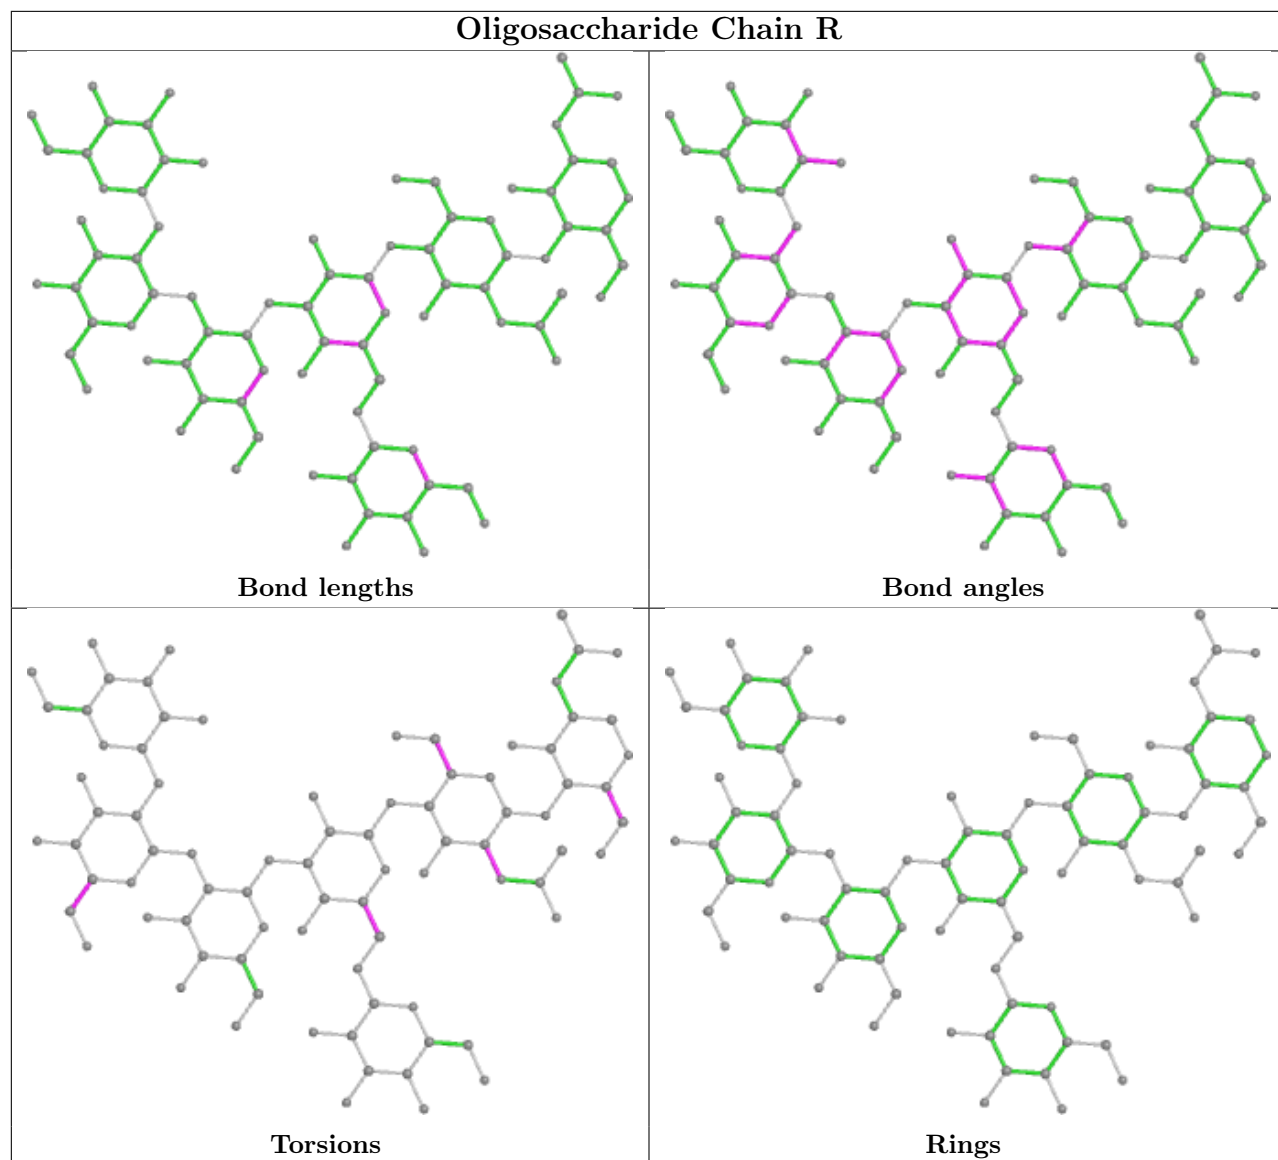 Oligosaccharide Chain R
Bond lengths
Bond angles
Torsions
Rings